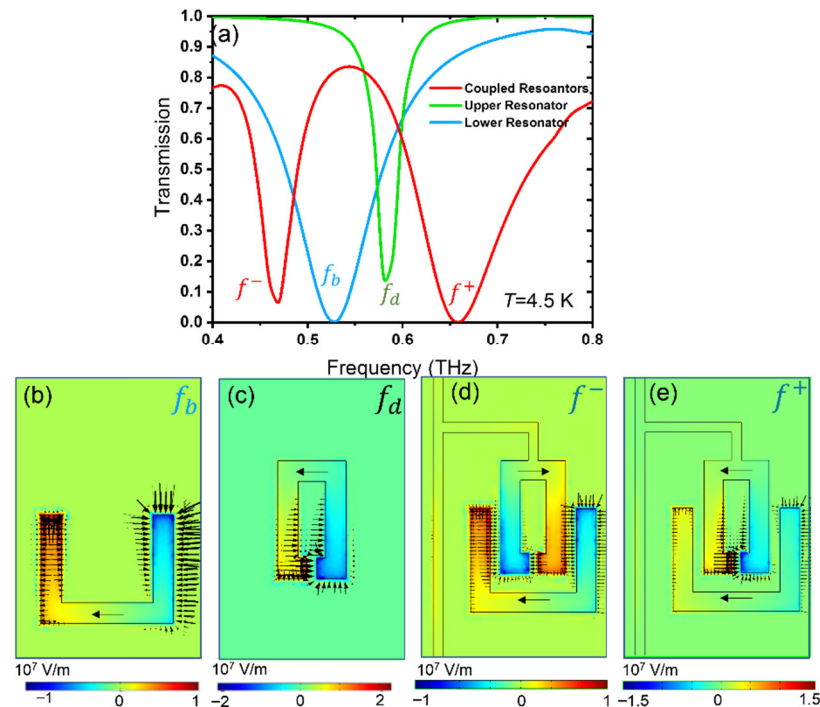 (a)
1.0
0.9
0.8
0.7
0.6
0.5
0.4
0.3
0.2
0.1
0.0
Transmission
Coupled Resoantors
Upper Resonator
Lower Resonator
f⁻
f_b
f_d
f⁺
T=4.5 K
0.4 0.5 0.6 0.7 0.8
Frequency (THz)
(b) f_b
(c) f_d
(d) f⁻
(e) f⁺
10⁷ V/m
−1 0 1
10⁷ V/m
−2 0 2
10⁷ V/m
−1 0 1
10⁷ V/m
−1.5 0 1.5